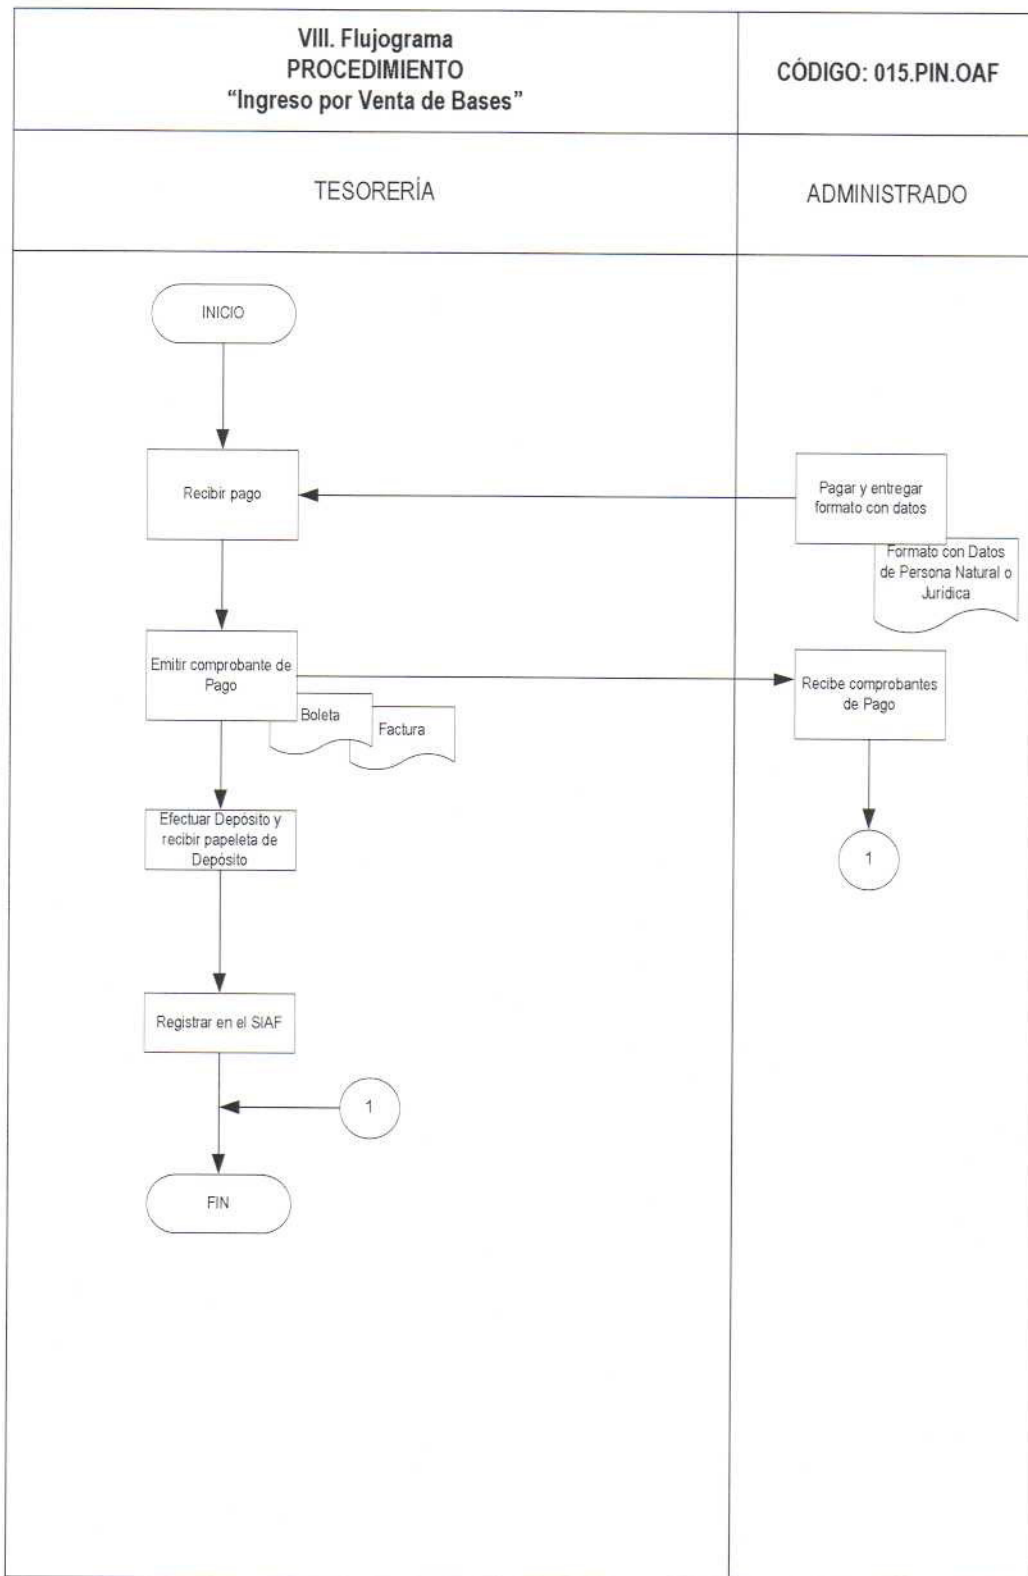 VIII. Flujograma
PROCEDIMIENTO
“Ingreso por Venta de Bases”
CÓDIGO: 015.PIN.OAF
TESORERÍA
ADMINISTRADO
INICIO
Recibir pago
Pagar y entregar
formato con datos
Formato con Datos
de Persona Natural o
Jurídica
Emitir comprobante de
Pago
Boleta
Factura
Recibe comprobantes
de Pago
Efectuar Depósito y
recibir papeleta de
Depósito
1
Registrar en el SIAF
1
FIN